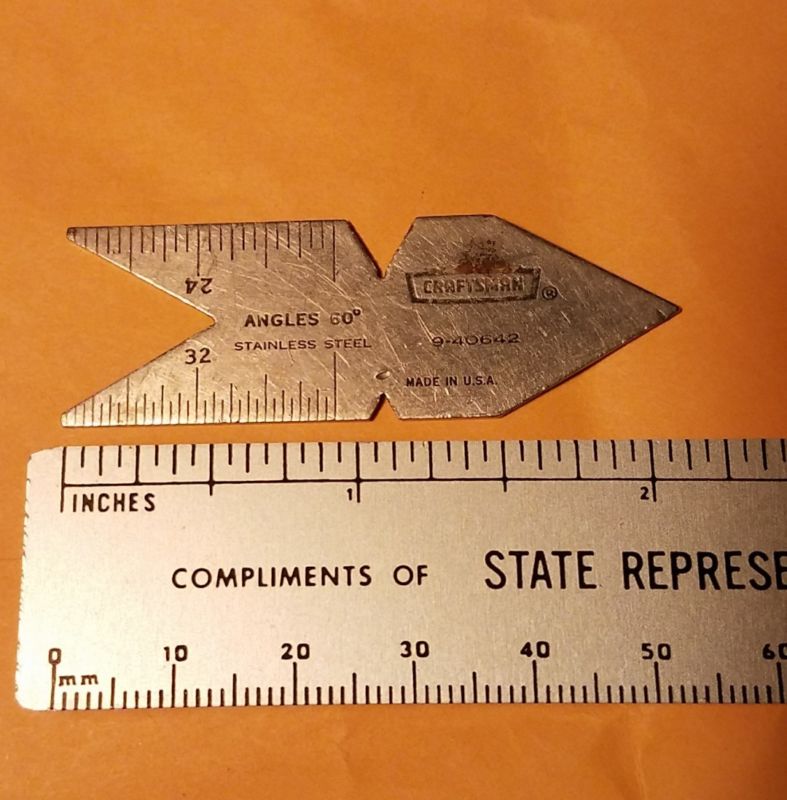 24
ANGLES 60°
STAINLESS STEEL
32
CRAFTSMAN ®
9-40642
MADE IN U.S.A.
INCHES 1 2
COMPLIMENTS OF STATE REPRESE
0 10 20 30 40 50 60
mm